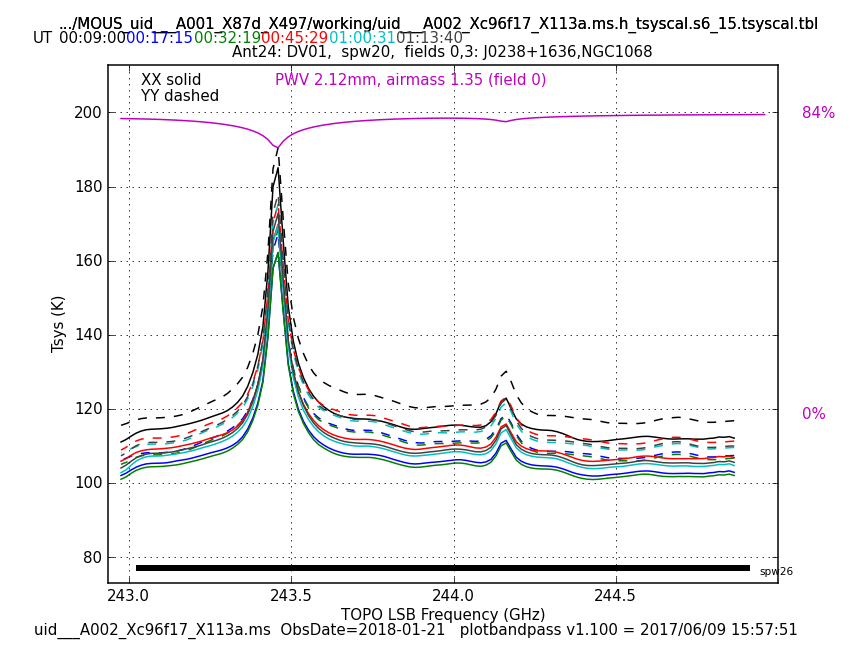 .../MOUS_uid___A001_X87d_X497/working/uid___A002_Xc96f17_X113a.ms.h_tsyscal.s6_15.tsyscal.tbl
UT 00:09:00 00:17:15 00:32:19 00:45:29 01:00:31 01:13:40
Ant24: DV01, spw20, fields 0,3: J0238+1636,NGC1068
XX solid PWV 2.12mm, airmass 1.35 (field 0)
YY dashed
200
84%
180
160
Tsys (K)
140
120
0%
100
80
spw26
243.0 243.5 244.0 244.5
TOPO LSB Frequency (GHz)
uid___A002_Xc96f17_X113a.ms ObsDate=2018-01-21 plotbandpass v1.100 = 2017/06/09 15:57:51